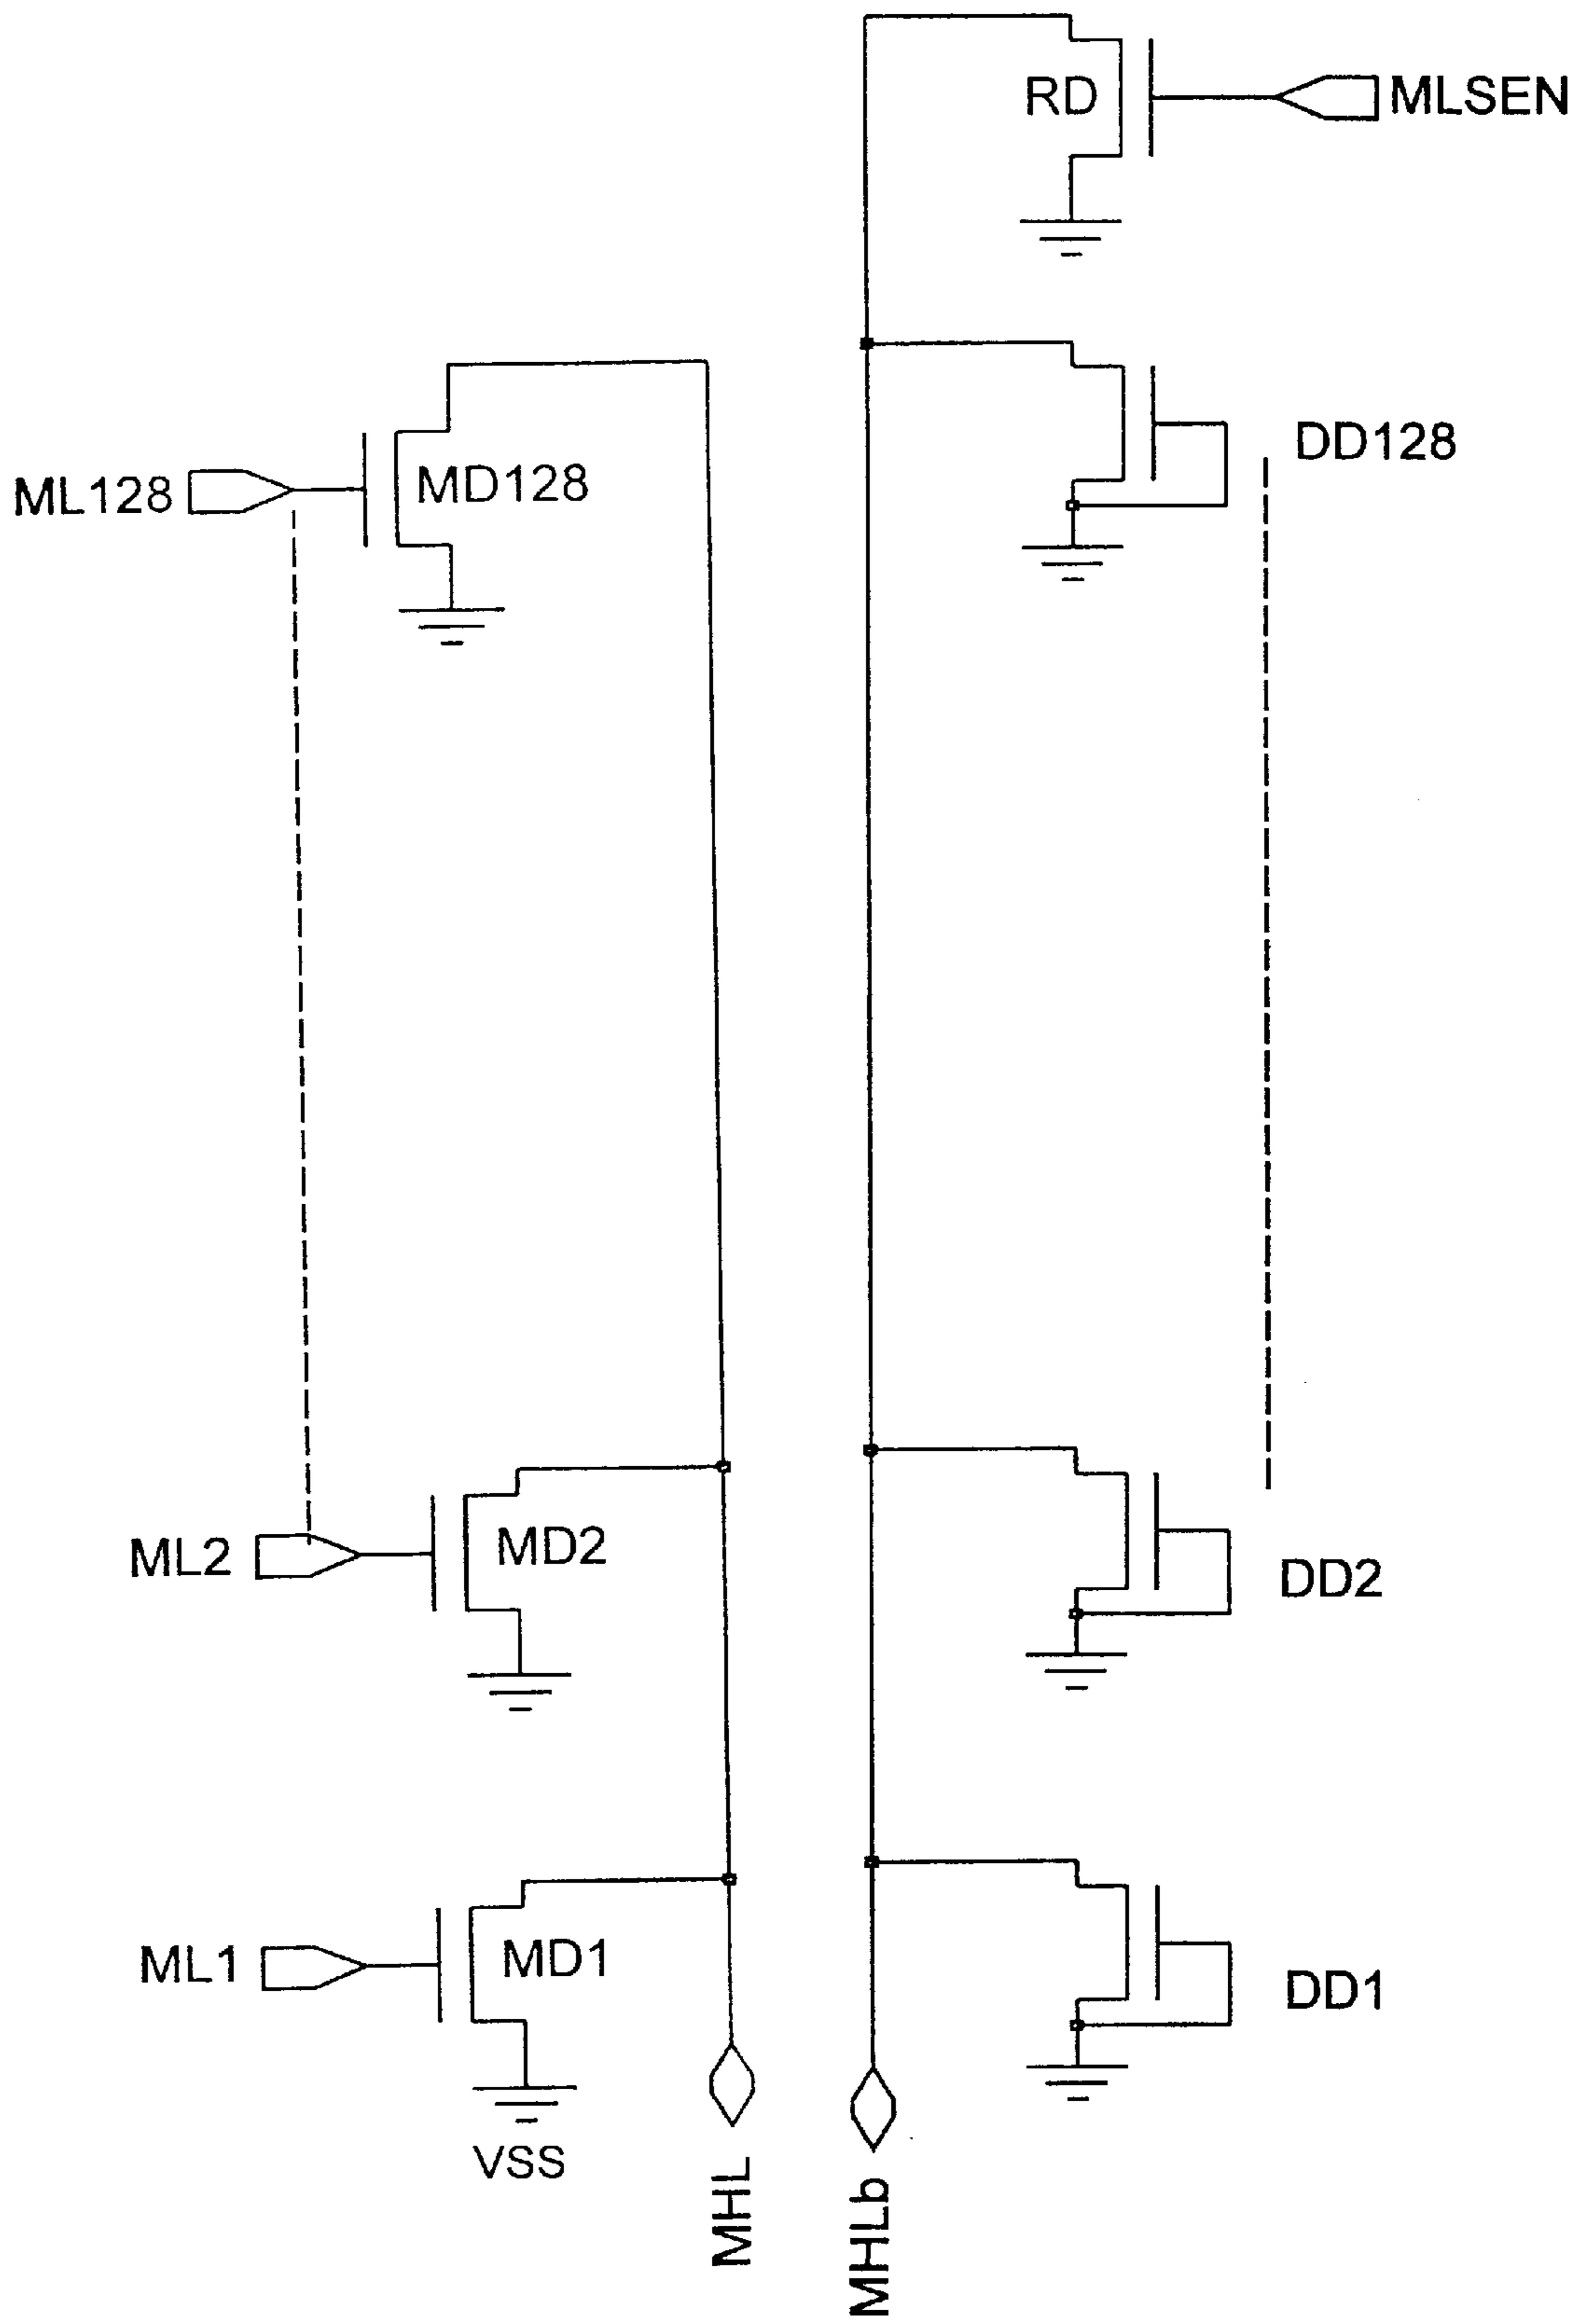 RD
MLSEN
DD128
ML128
MD128
ML2
MD2
DD2
ML1
MD1
DD1
VSS
MHL
MHLb